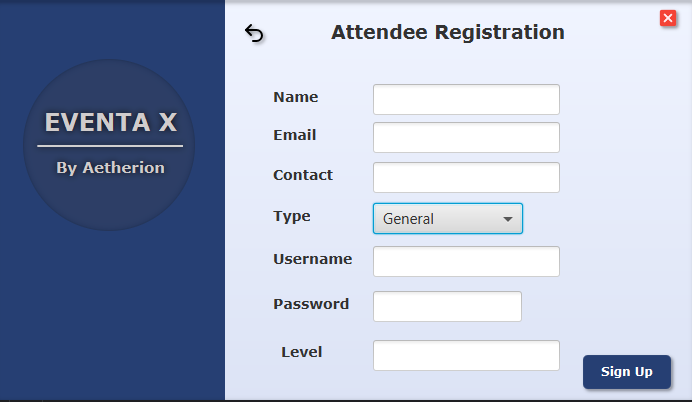 EVENTA X
By Aetherion
Attendee Registration
Name
Email
Contact
Type
General
Username
Password
Level
Sign Up